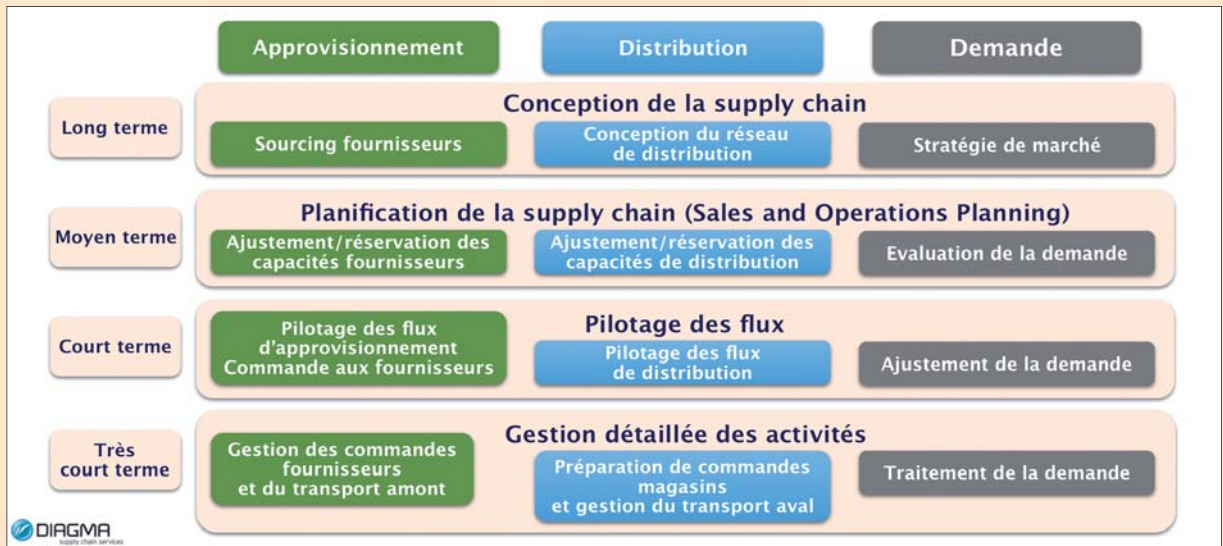 Approvisionnement
Distribution
Demande
Long terme
Conception de la supply chain
Sourcing fournisseurs
Conception du réseau
de distribution
Stratégie de marché
Moyen terme
Planification de la supply chain (Sales and Operations Planning)
Ajustement/réservation des
capacités fournisseurs
Ajustement/réservation des
capacités de distribution
Evaluation de la demande
Court terme
Pilotage des flux
Pilotage des flux
d'approvisionnement
Commande aux fournisseurs
Pilotage des flux
de distribution
Ajustement de la demande
Très
court terme
Gestion détaillée des activités
Gestion des commandes
fournisseurs
et du transport amont
Préparation de commandes
magasins
et gestion du transport aval
Traitement de la demande
DIAGMA
supply chain services